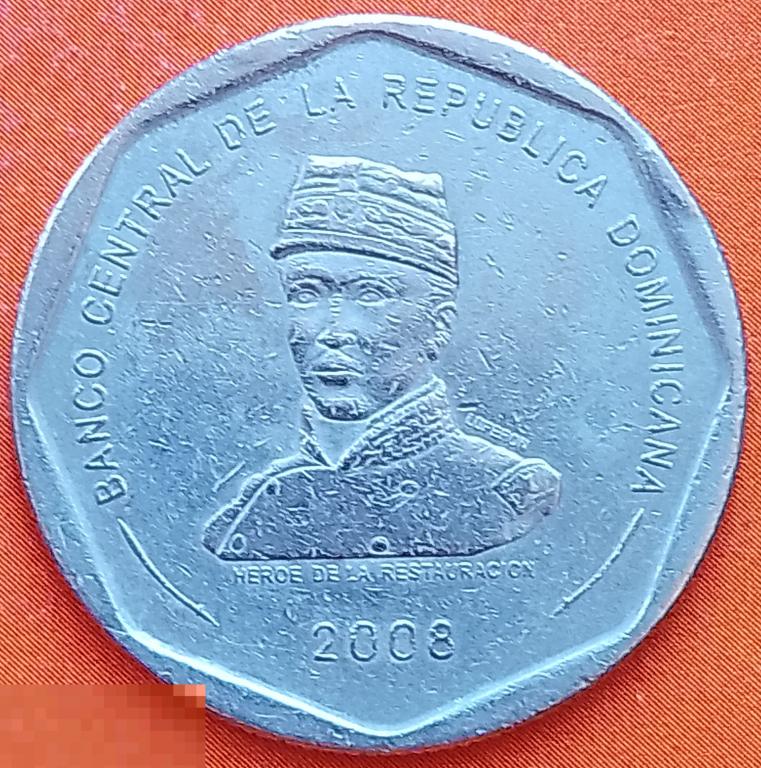 BANCO CENTRAL DE LA REPUBLICA DOMINICANA
HEROE DE LA RESTAURACION
2008